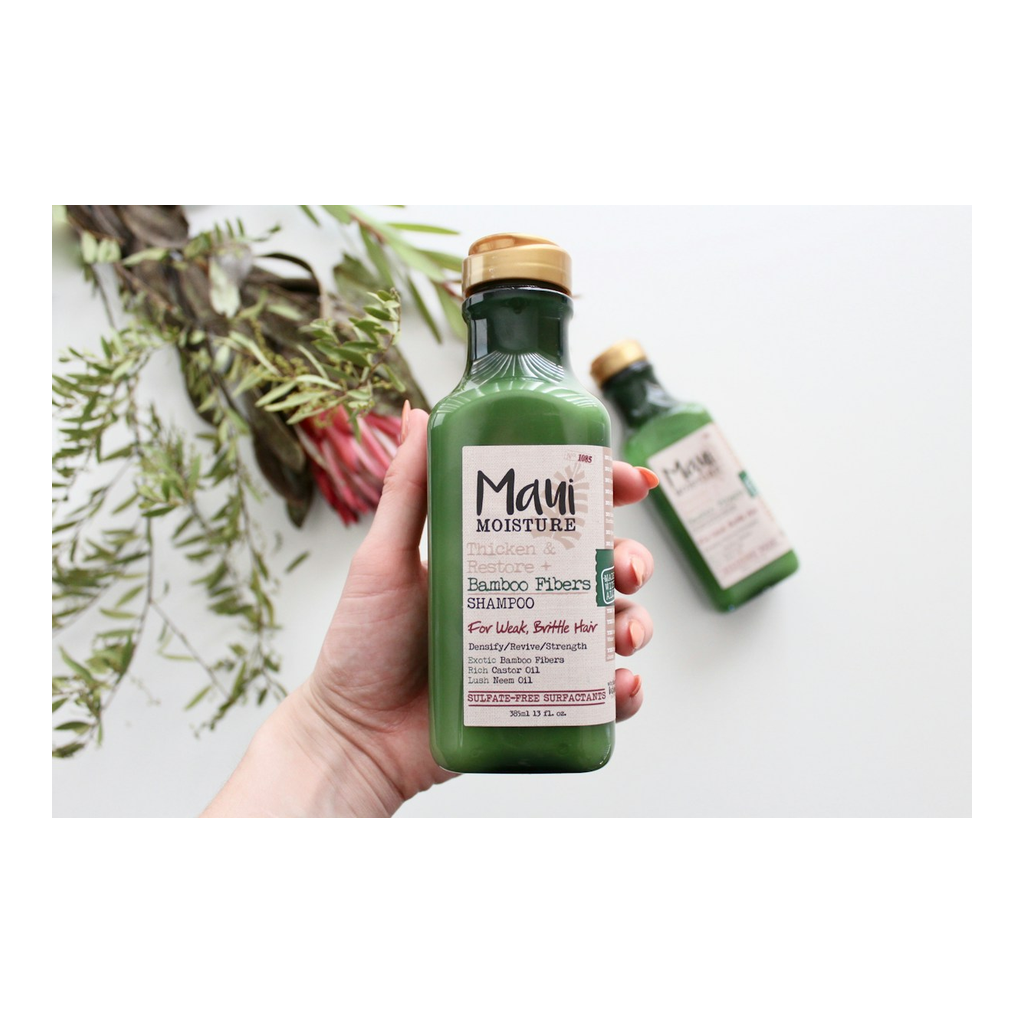 1085
Maui
MOISTURE
Thicken &
Restore +
Bamboo Fibers
SHAMPOO
For Weak, Brittle Hair
Densify/Revive/Strength
Exotic Bamboo Fibers
Rich Castor Oil
Lush Neem Oil
SULFATE-FREE SURFACTANTS
385ml 13 fl. oz.
Maui